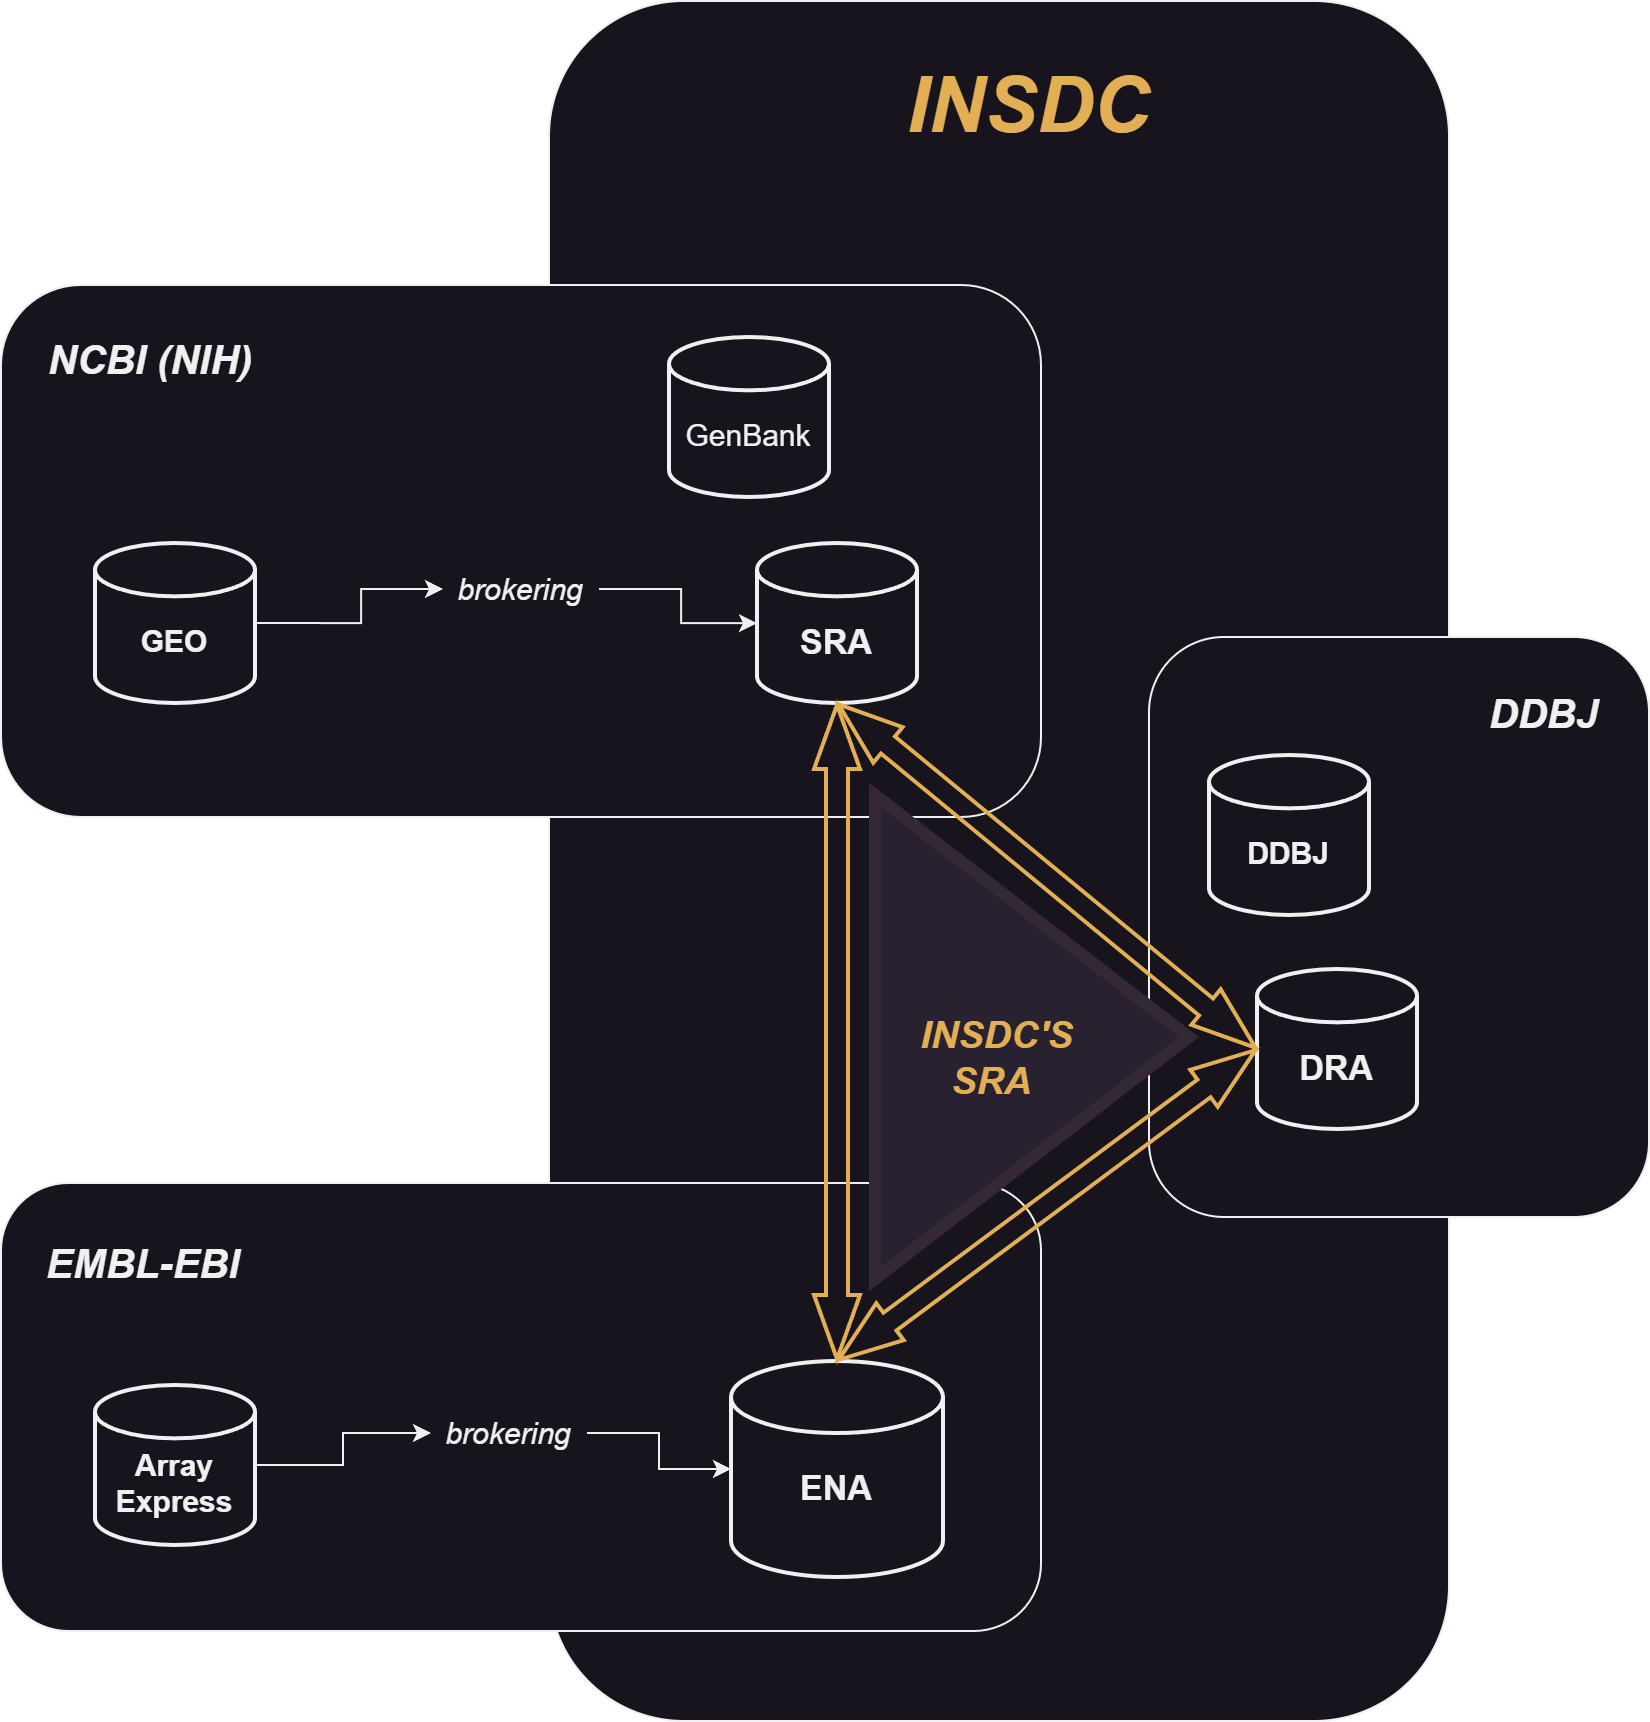 INSDC
NCBI (NIH)
GenBank
GEO
brokering
SRA
DDBJ
DDBJ
DRA
INSDC'S
SRA
EMBL-EBI
Array
Express
brokering
ENA